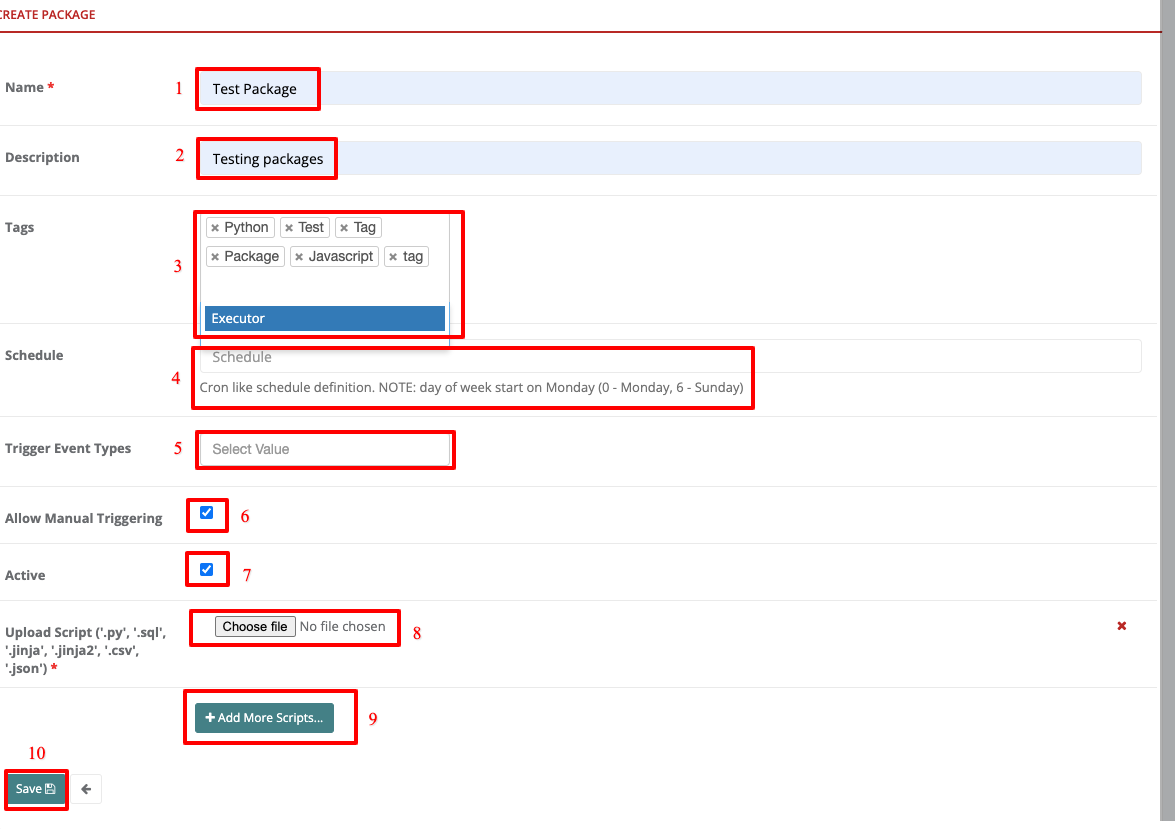 CREATE PACKAGE
Name * 1 Test Package
Description 2 Testing packages
Tags × Python × Test × Tag
3 × Package × Javascript × tag
Executor
Schedule Schedule
4 Cron like schedule definition. NOTE: day of week start on Monday (0 - Monday, 6 - Sunday)
Trigger Event Types 5 Select Value
Allow Manual Triggering 6
Active 7
Upload Script ('.py', '.sql', Choose file No file chosen 8
'.jinja', '.jinja2', '.csv',
'.json') *
+ Add More Scripts... 9
10
Save